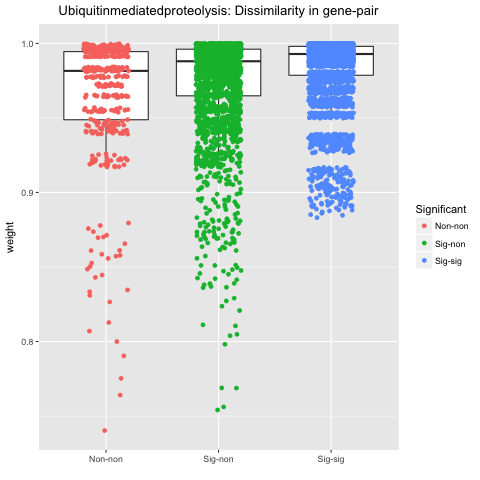 Ubiquitinmediatedproteolysis: Dissimilarity in gene-pair
1.0
0.9
0.8
weight
Non-non
Sig-non
Sig-sig
Significant
Non-non
Sig-non
Sig-sig